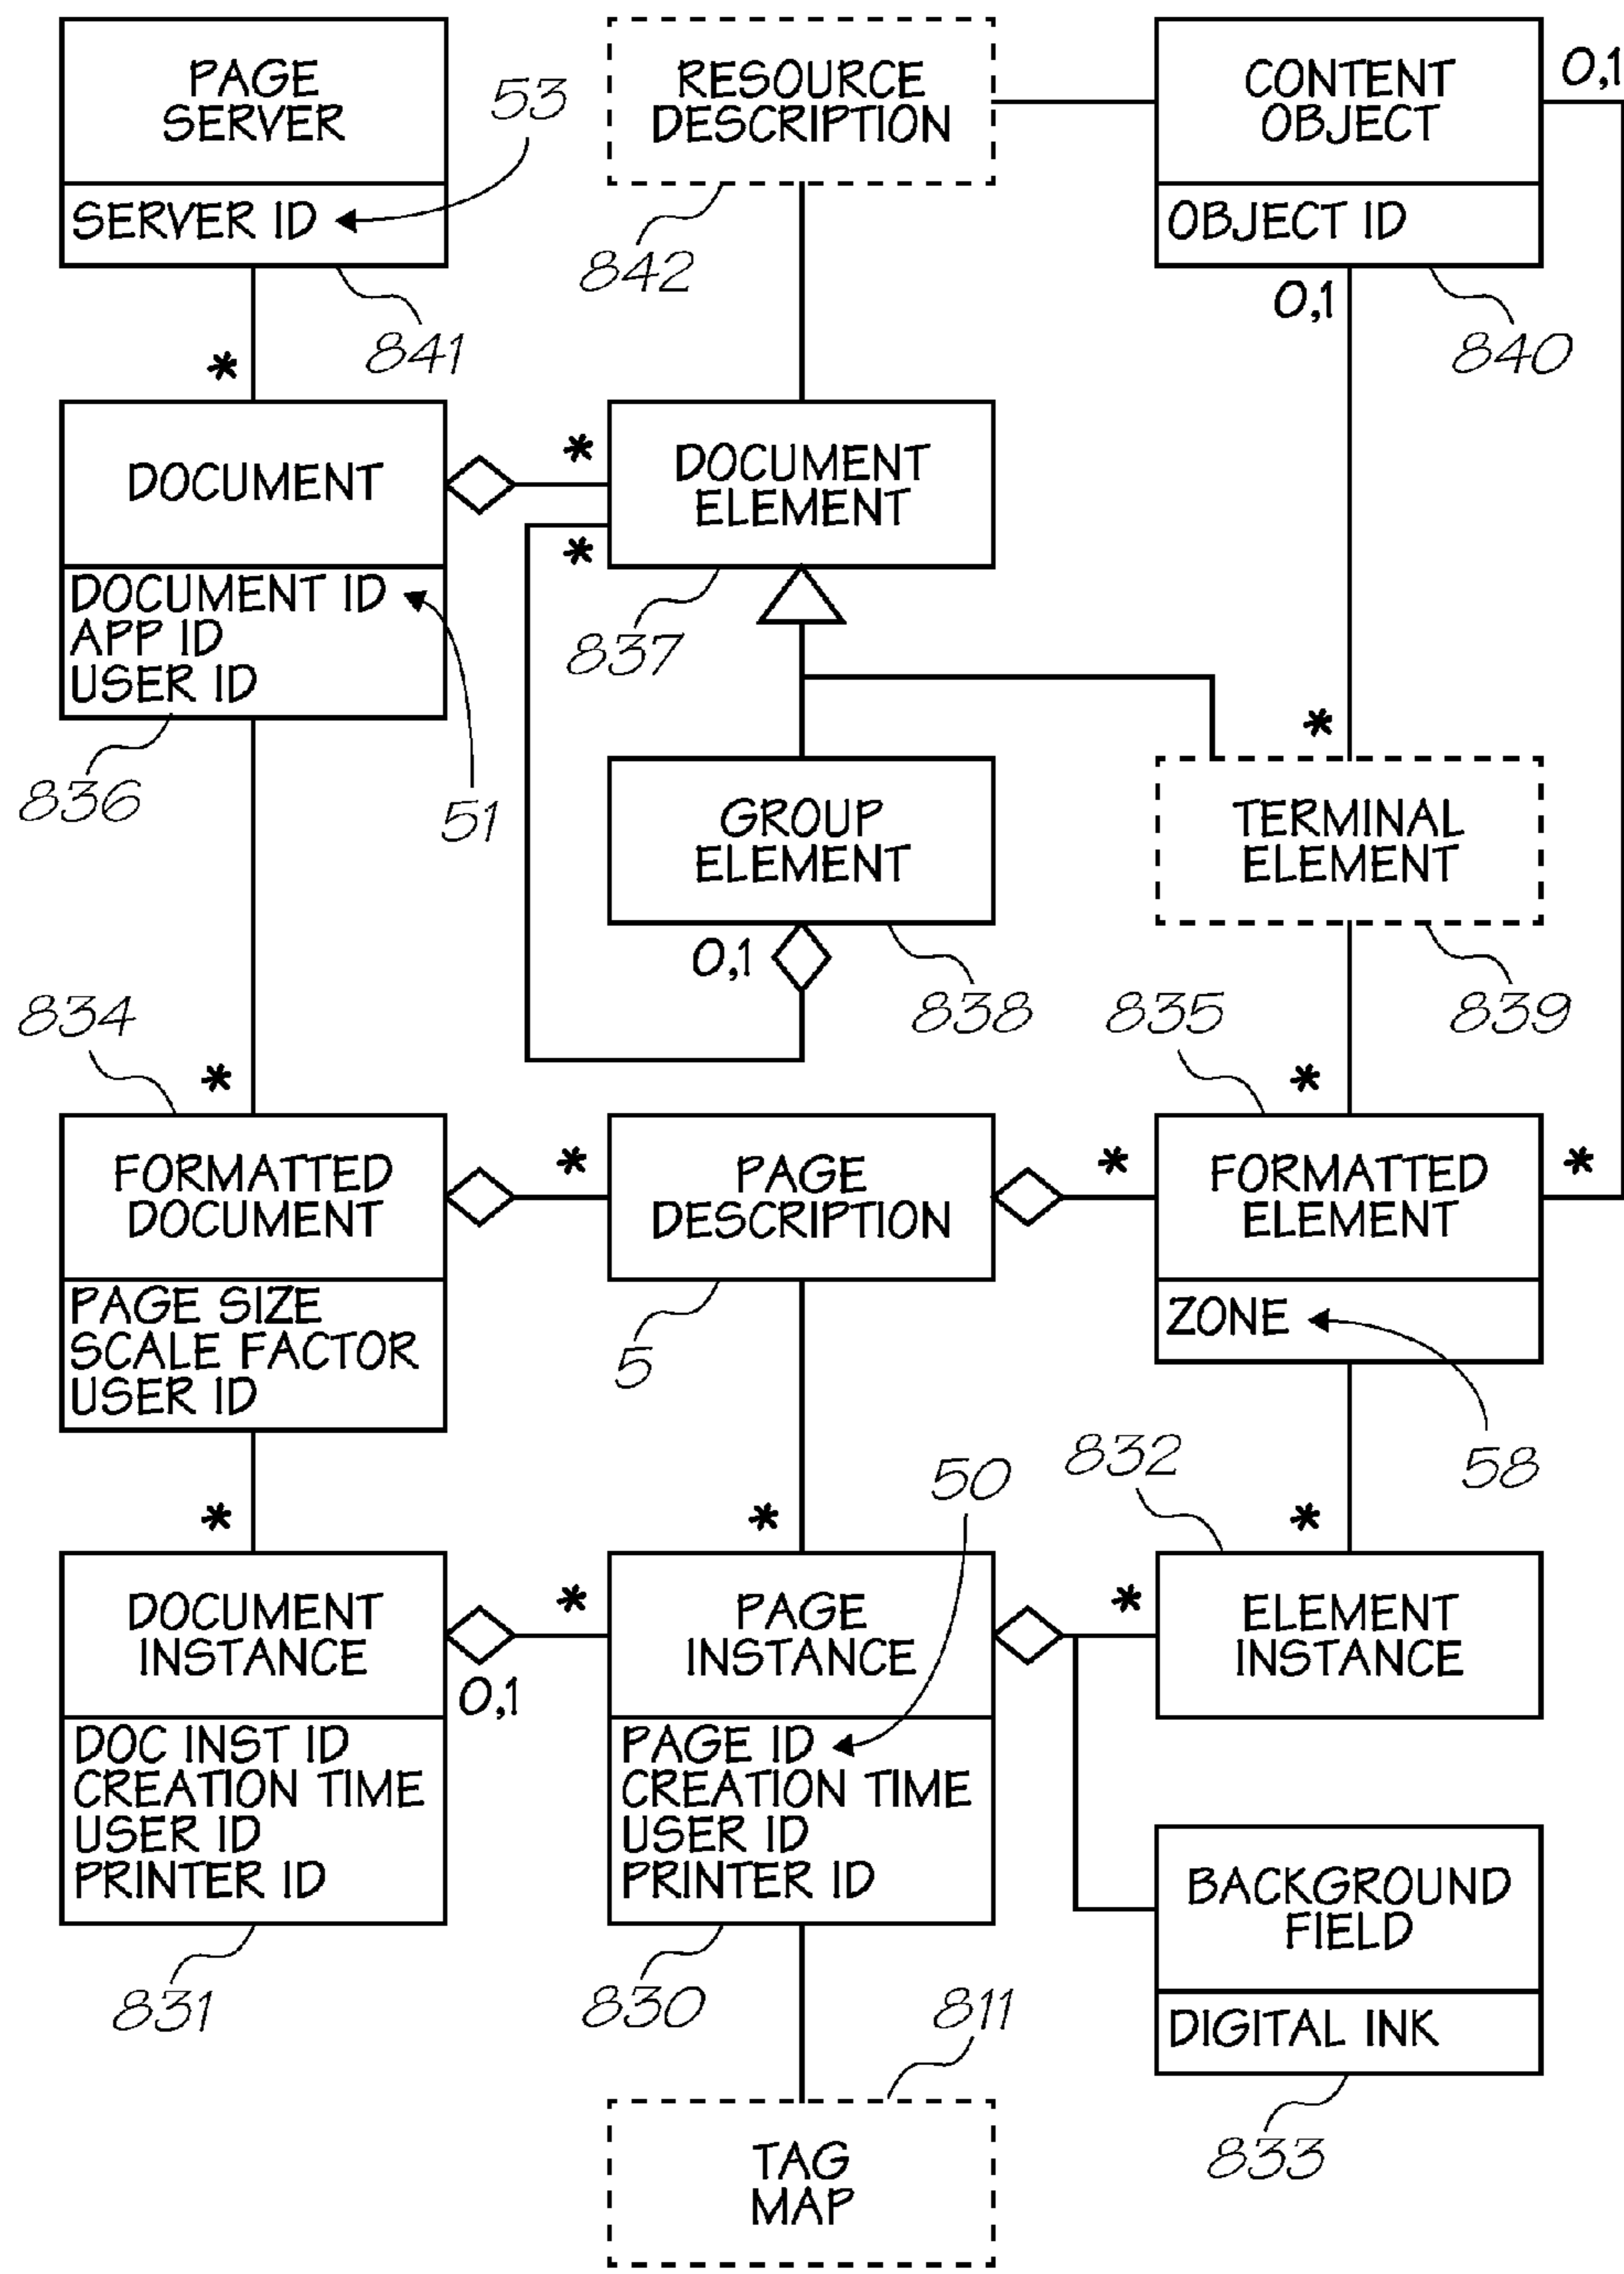 PAGE
SERVER
53
SERVER ID
841
RESOURCE
DESCRIPTION
842
CONTENT
OBJECT
0,1
OBJECT ID
0,1
840
*
DOCUMENT
DOCUMENT ID
APP ID
USER ID
836
51
*
DOCUMENT
ELEMENT
*
837
GROUP
ELEMENT
0,1
838
*
TERMINAL
ELEMENT
839
834
*
FORMATTED
DOCUMENT
PAGE SIZE
SCALE FACTOR
USER ID
*
PAGE
DESCRIPTION
5
835
*
*
FORMATTED
ELEMENT
*
ZONE
58
*
DOCUMENT
INSTANCE
0,1
DOC INST ID
CREATION TIME
USER ID
PRINTER ID
831
50
*
*
PAGE
INSTANCE
PAGE ID
CREATION TIME
USER ID
PRINTER ID
830
832
*
*
ELEMENT
INSTANCE
BACKGROUND
FIELD
DIGITAL INK
833
811
TAG
MAP